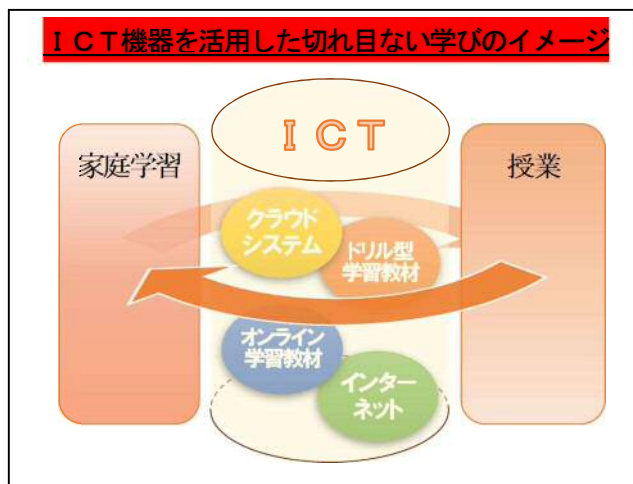 ＩＣＴ機器を活用した切れ目ない学びのイメージ
ＩＣＴ
家庭学習
授業
クラウド
システム
ドリル型
学習教材
オンライン
学習教材
インター
ネット